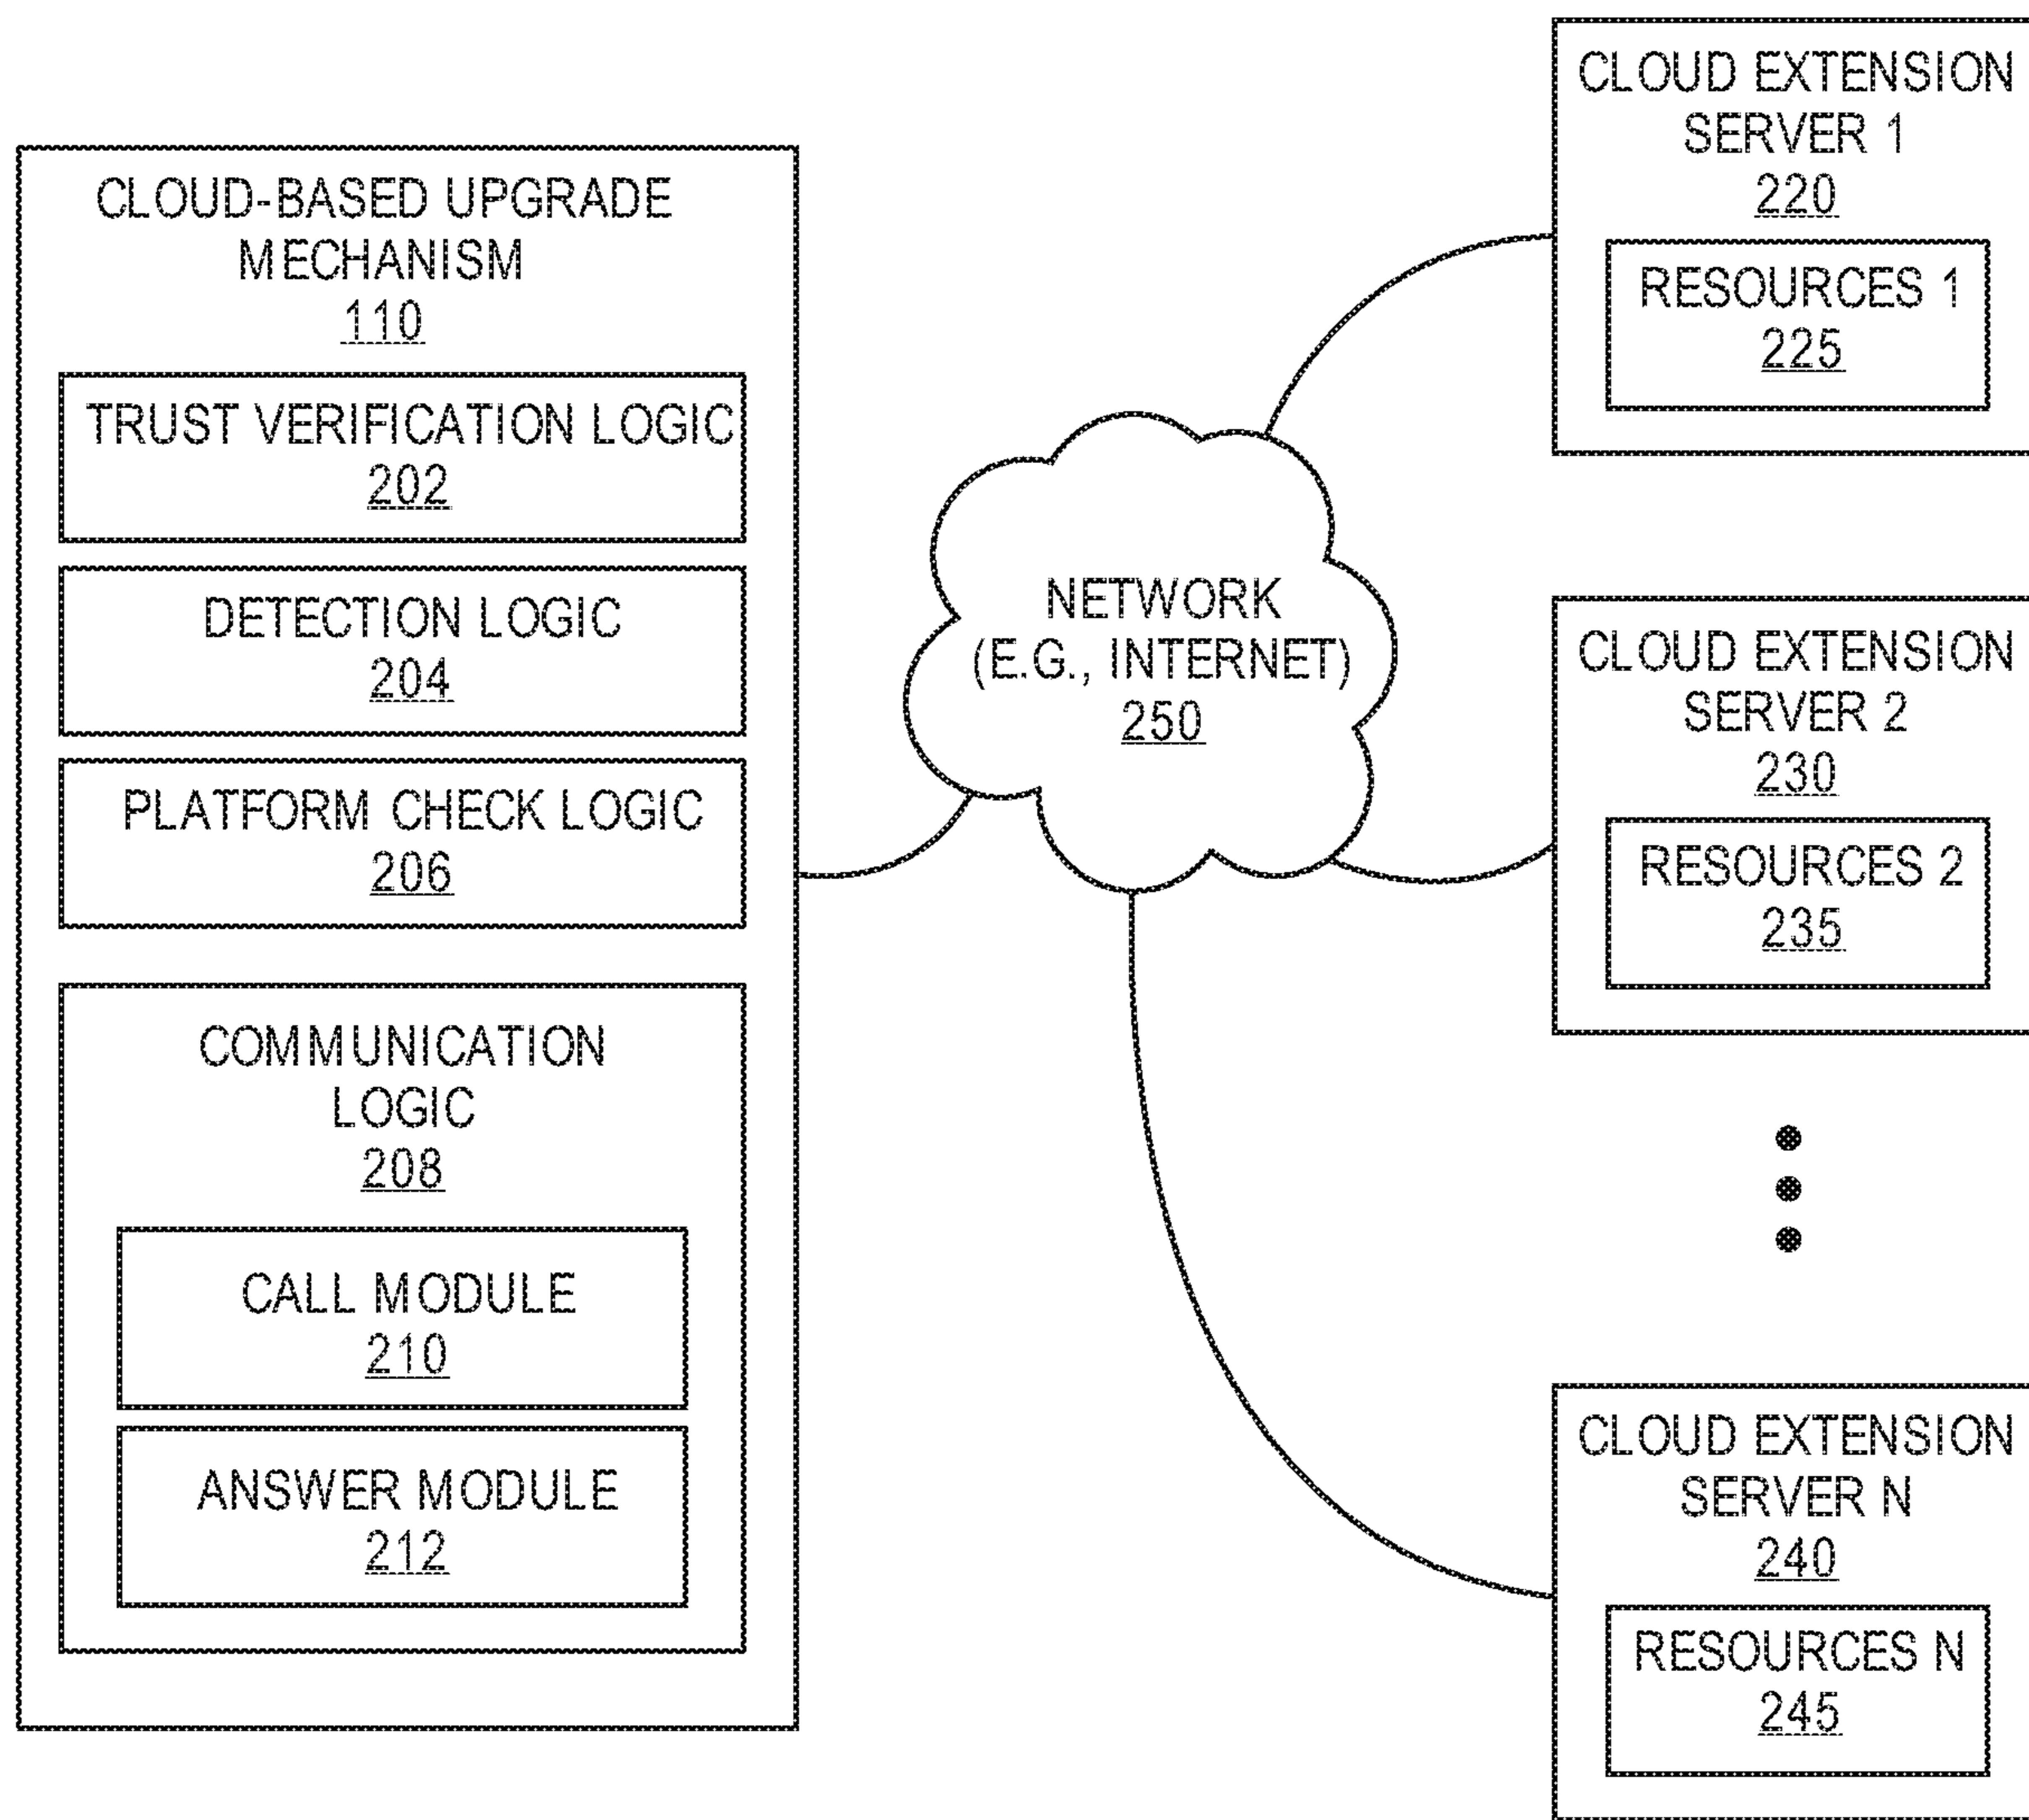 CLOUD-BASED UPGRADE
MECHANISM
110
TRUST VERIFICATION LOGIC
202
DETECTION LOGIC
204
PLATFORM CHECK LOGIC
206
COMMUNICATION
LOGIC
208
CALL MODULE
210
ANSWER MODULE
212
NETWORK
(E.G., INTERNET)
250
CLOUD EXTENSION
SERVER 1
220
RESOURCES 1
225
CLOUD EXTENSION
SERVER 2
230
RESOURCES 2
235
CLOUD EXTENSION
SERVER N
240
RESOURCES N
245